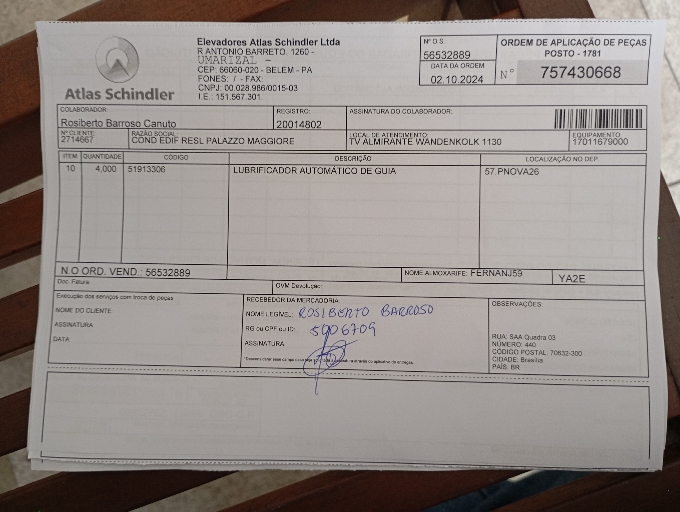 Atlas Schindler
Elevadores Atlas Schindler Ltda
R ANTONIO BARRETO, 1260 -
UMARIZAL -
CEP: 66060-020 - BELEM - PA
FONES: / - FAX:
CNPJ: 00.028.986/0015-03
I.E.: 151.567.301.
Nº O.S.
56532889
DATA DA ORDEM
02.10.2024
ORDEM DE APLICAÇÃO DE PEÇAS
POSTO - 1781
Nº 757430668
COLABORADOR: REGISTRO: ASSINATURA DO COLABORADOR:
Rosiberto Barroso Canuto 20014802
Nº CLIENTE: RAZÃO SOCIAL: LOCAL DE ATENDIMENTO: EQUIPAMENTO:
2714667 COND EDIF RESL PALAZZO MAGGIORE TV ALMIRANTE WANDENKOLK 1130 17011679000
ITEM QUANTIDADE CÓDIGO DESCRIÇÃO LOCALIZAÇÃO NO DEP.
10 4,000 51913306 LUBRIFICADOR AUTOMÁTICO DE GUIA 57.PNOVA26
N.O ORD. VEND.: 56532889 NOME ALMOXARIFE: FERNANJ59 YA2E
Doc. Fatura: OVM Devolução:
Execução dos serviços com troca de peças
NOME DO CLIENTE
ASSINATURA
DATA
RECEBEDOR DA MERCADORIA:
NOME LEGÍVEL: ROSIBERTO BARROSO
RG ou CPF ou ID: 5906709
ASSINATURA
OBSERVAÇÕES:
RUA: SAA Quadra 03
NÚMERO: 440
CÓDIGO POSTAL: 70632-300
CIDADE: Brasília
PAÍS: BR